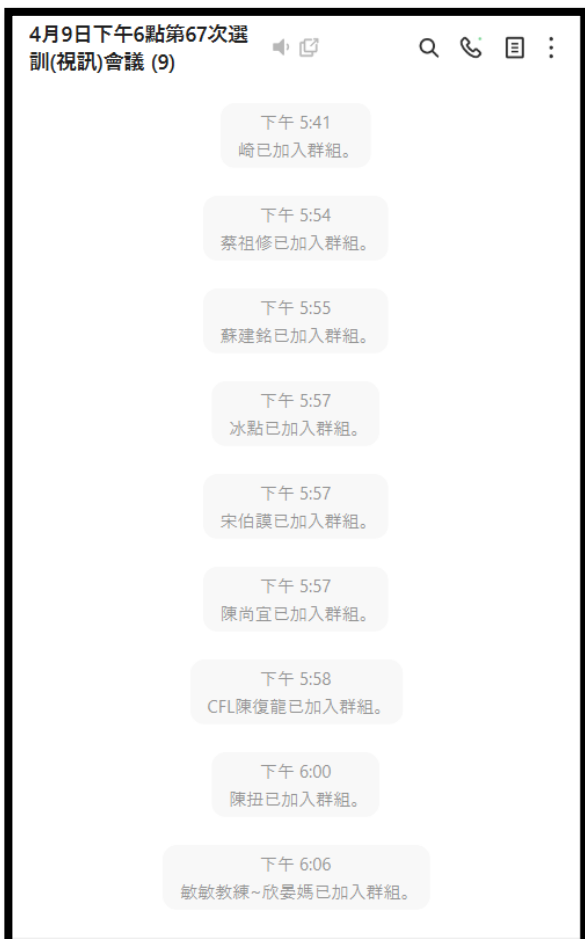 4月9日下午6點第67次選
訓(視訊)會議 (9)
下午 5:41
崎已加入群組。
下午 5:54
蔡祖修已加入群組。
下午 5:55
蘇建銘已加入群組。
下午 5:57
冰點已加入群組。
下午 5:57
宋伯謨已加入群組。
下午 5:57
陳尚宜已加入群組。
下午 5:58
CFL陳復龍已加入群組。
下午 6:00
陳扭已加入群組。
下午 6:06
敏敏教練~欣晏媽已加入群組。